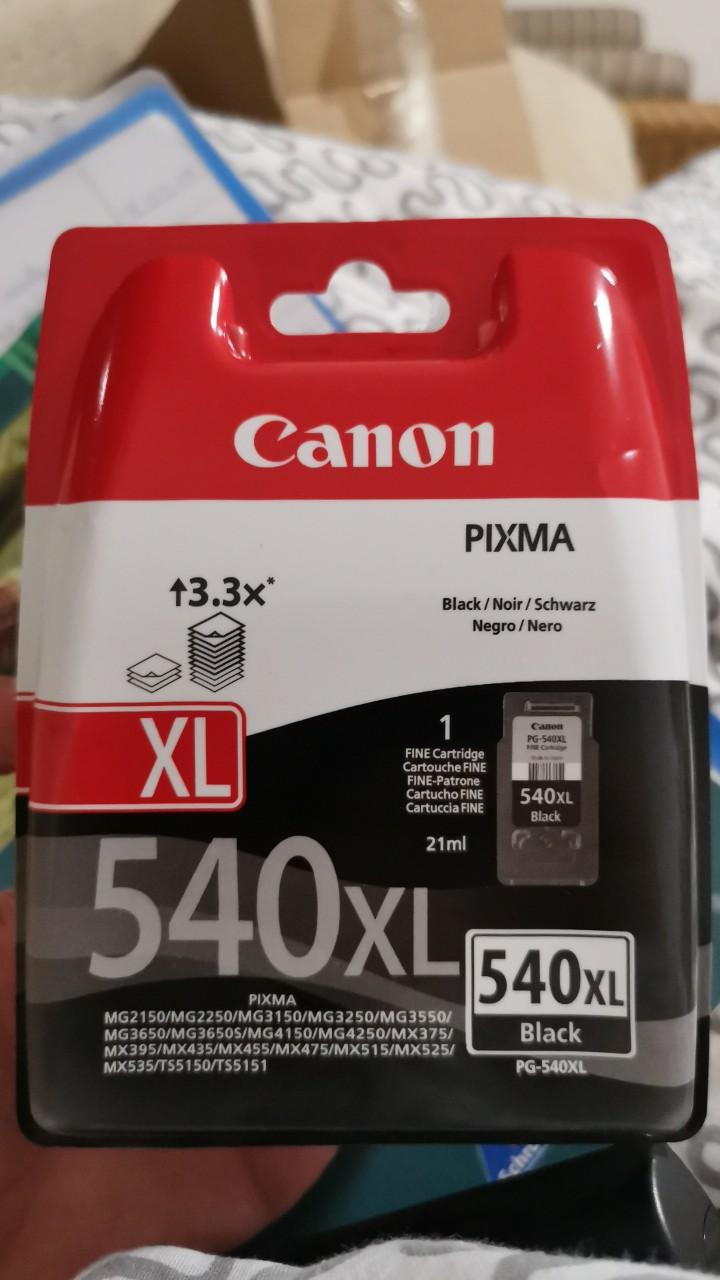 Canon
PIXMA
↑3.3x*
Black / Noir / Schwarz
Negro / Nero
XL
1
FINE Cartridge
Cartouche FINE
FINE-Patrone
Cartucho FINE
Cartuccia FINE
21ml
Canon
PG-540XL
FINE Cartridge
540XL
Black
540XL
540XL
Black
PG-540XL
PIXMA
MG2150/MG2250/MG3150/MG3250/MG3550/
MG3650/MG3650S/MG4150/MG4250/MX375/
MX395/MX435/MX455/MX475/MX515/MX525/
MX535/TS5150/TS5151